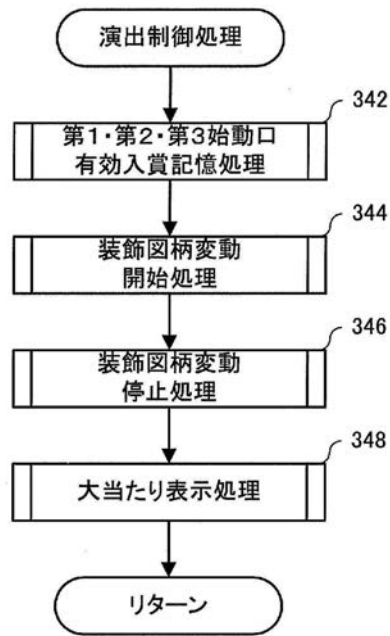 演出制御処理
342
第1・第2・第3始動口
有効入賞記憶処理
344
装飾図柄変動
開始処理
346
装飾図柄変動
停止処理
348
大当たり表示処理
リターン